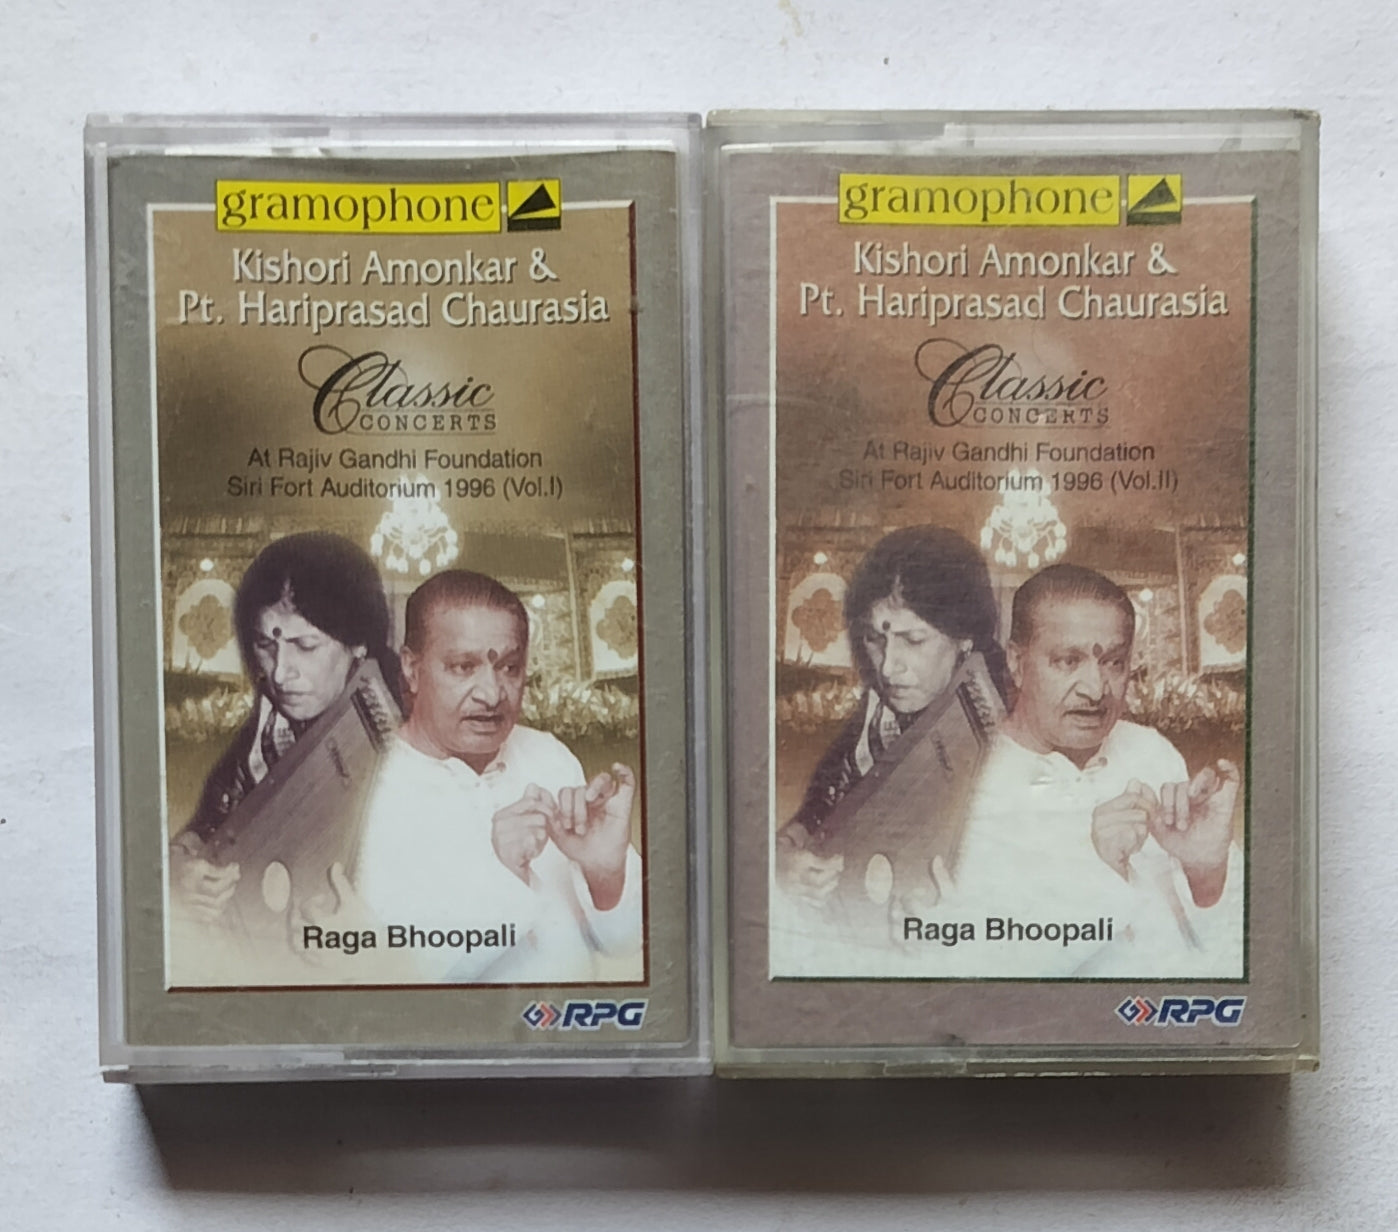 gramophone
Kishori Amonkar &
Pt. Hariprasad Chaurasia
Classic
CONCERTS
At Rajiv Gandhi Foundation
Siri Fort Auditorium 1996 (Vol.I)
Raga Bhoopali
RPG
gramophone
Kishori Amonkar &
Pt. Hariprasad Chaurasia
Classic
CONCERTS
At Rajiv Gandhi Foundation
Siri Fort Auditorium 1996 (Vol.II)
Raga Bhoopali
RPG